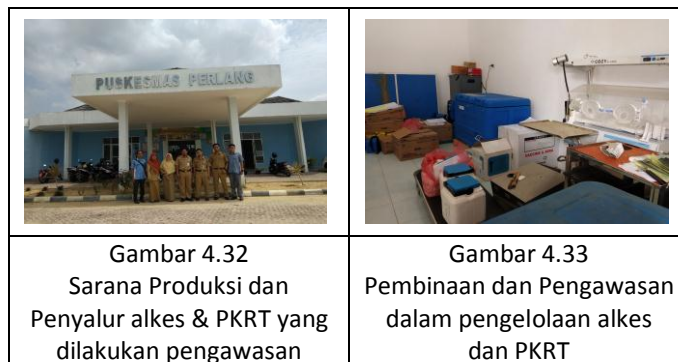 PUSKESMAS PERLANG
Gambar 4.32
Sarana Produksi dan
Penyalur alkes & PKRT yang
dilakukan pengawasan
Gambar 4.33
Pembinaan dan Pengawasan
dalam pengelolaan alkes
dan PKRT